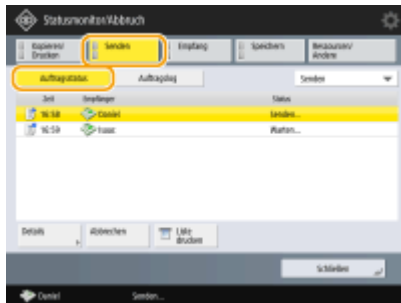 Statusmonitor/Abbruch
Kopieren/
Drucken
Senden
Empfang
Speichern
Ressourcen/
Andere
Auftragsstatus
Auftragslog
Senden
Zeit Empfänger Status
16:58 Daniel Senden...
16:59 Isaac Warten...
Details
Abbrechen
Liste
drucken
Schließen
Daniel Senden...